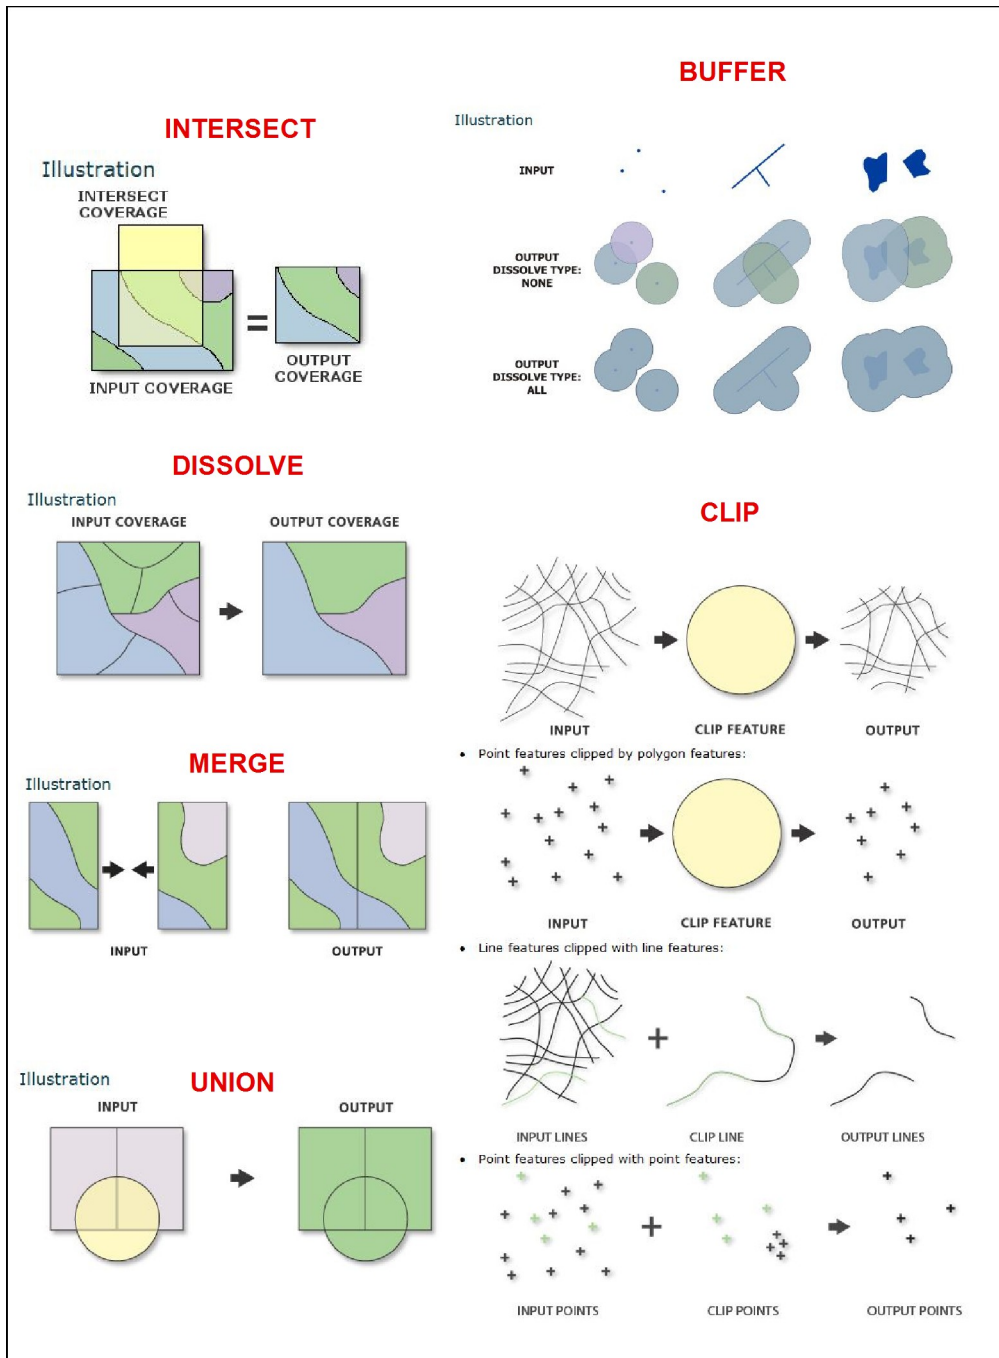 INTERSECT
Illustration
INTERSECT
COVERAGE
INPUT COVERAGE
OUTPUT
COVERAGE
BUFFER
Illustration
INPUT
OUTPUT
DISSOLVE TYPE:
NONE
OUTPUT
DISSOLVE TYPE:
ALL
DISSOLVE
Illustration
INPUT COVERAGE
OUTPUT COVERAGE
MERGE
Illustration
INPUT
OUTPUT
UNION
Illustration
INPUT
OUTPUT
CLIP
INPUT
CLIP FEATURE
OUTPUT
• Point features clipped by polygon features:
INPUT
CLIP FEATURE
OUTPUT
• Line features clipped with line features:
INPUT LINES
CLIP LINE
OUTPUT LINES
• Point features clipped with point features:
INPUT POINTS
CLIP POINTS
OUTPUT POINTS